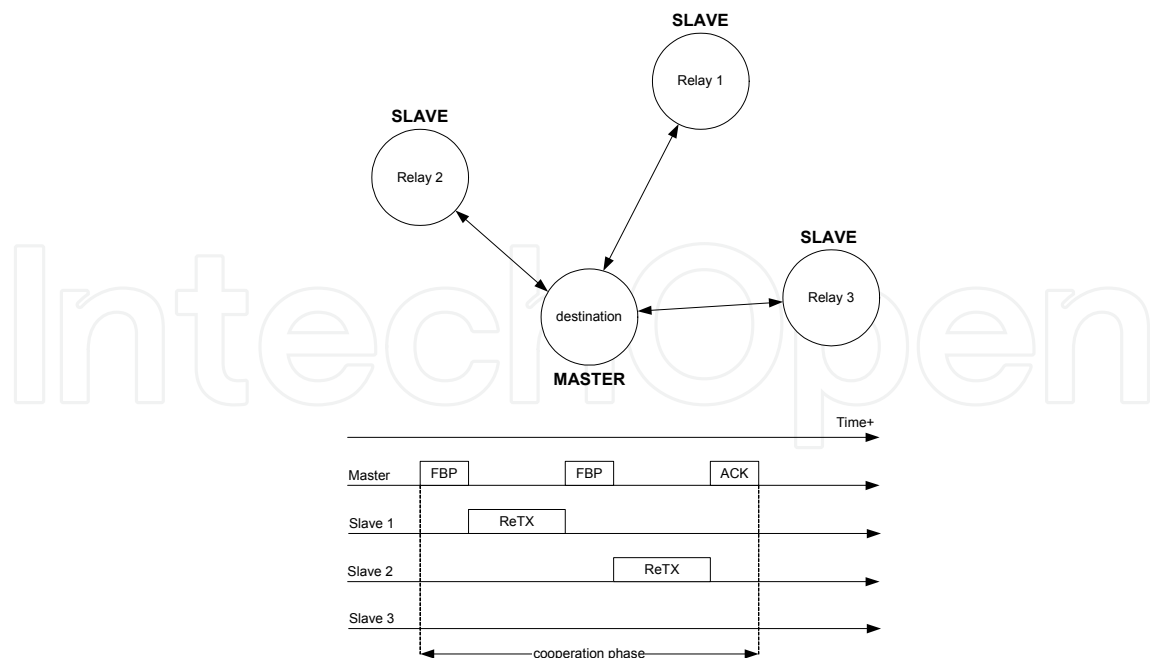 SLAVE
Relay 1
SLAVE
Relay 2
SLAVE
Relay 3
destination
MASTER
IntechOpen
Time+
Master FBP FBP ACK
Slave 1 ReTX
Slave 2 ReTX
Slave 3
cooperation phase